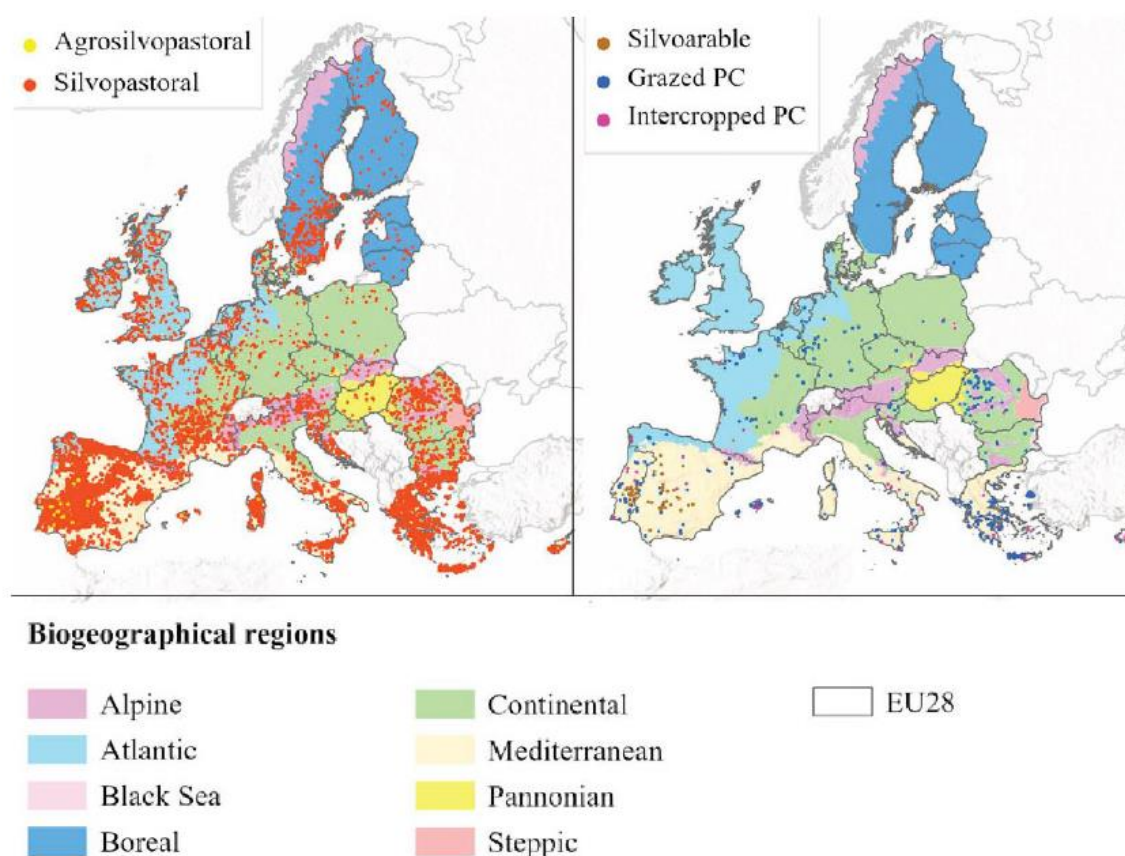 Agrosilvopastoral
Silvopastoral
Silvoarable
Grazed PC
Intercropped PC
Biogeographical regions
Alpine
Atlantic
Black Sea
Boreal
Continental
Mediterranean
Pannonian
Steppic
EU28